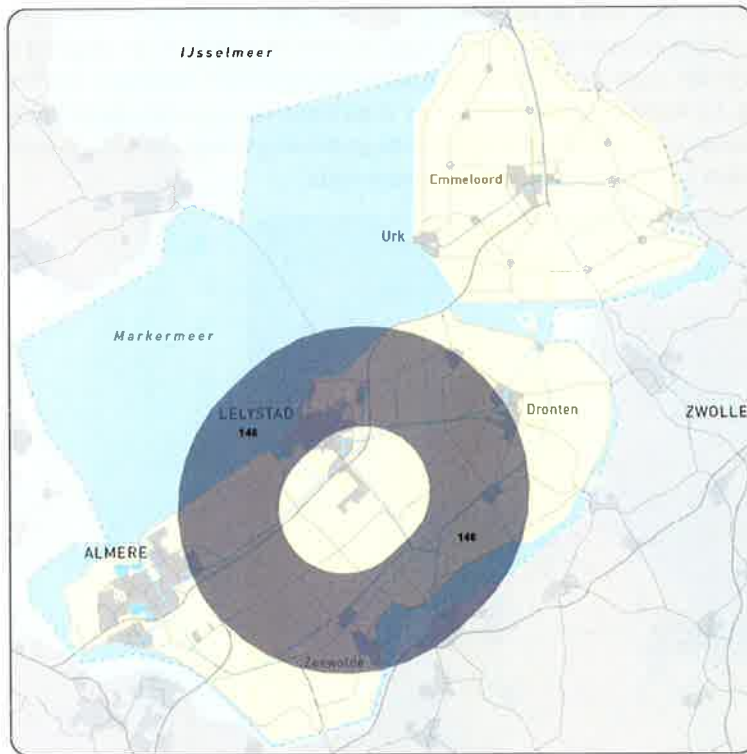 IJsselmeer
Emmeloord
Urk
Markermeer
LELYSTAD
146
Dronten
ZWOLLE
146
ALMERE
Zeewolde